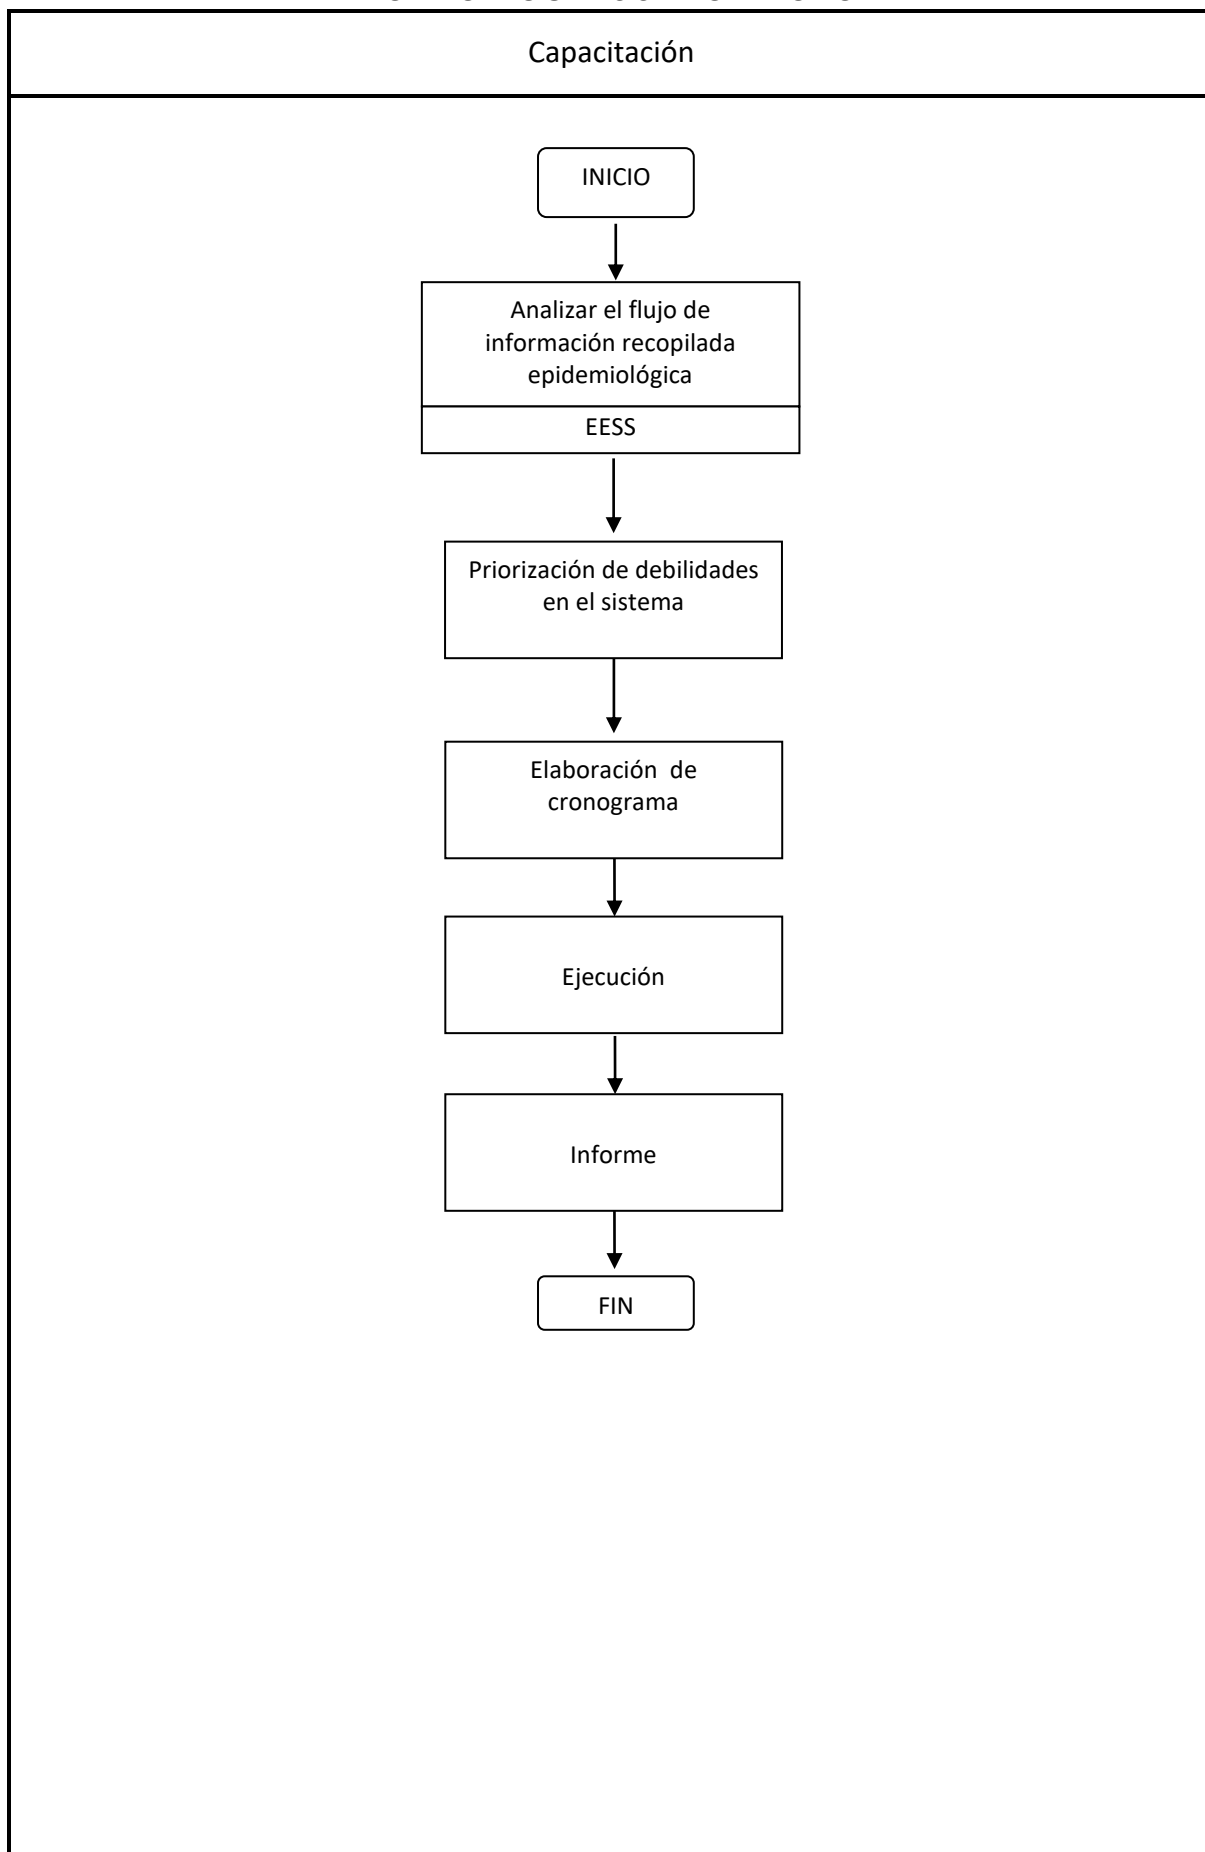 Capacitación
INICIO
Analizar el flujo de
información recopilada
epidemiológica
EESS
Priorización de debilidades
en el sistema
Elaboración  de
cronograma
Ejecución
Informe
FIN